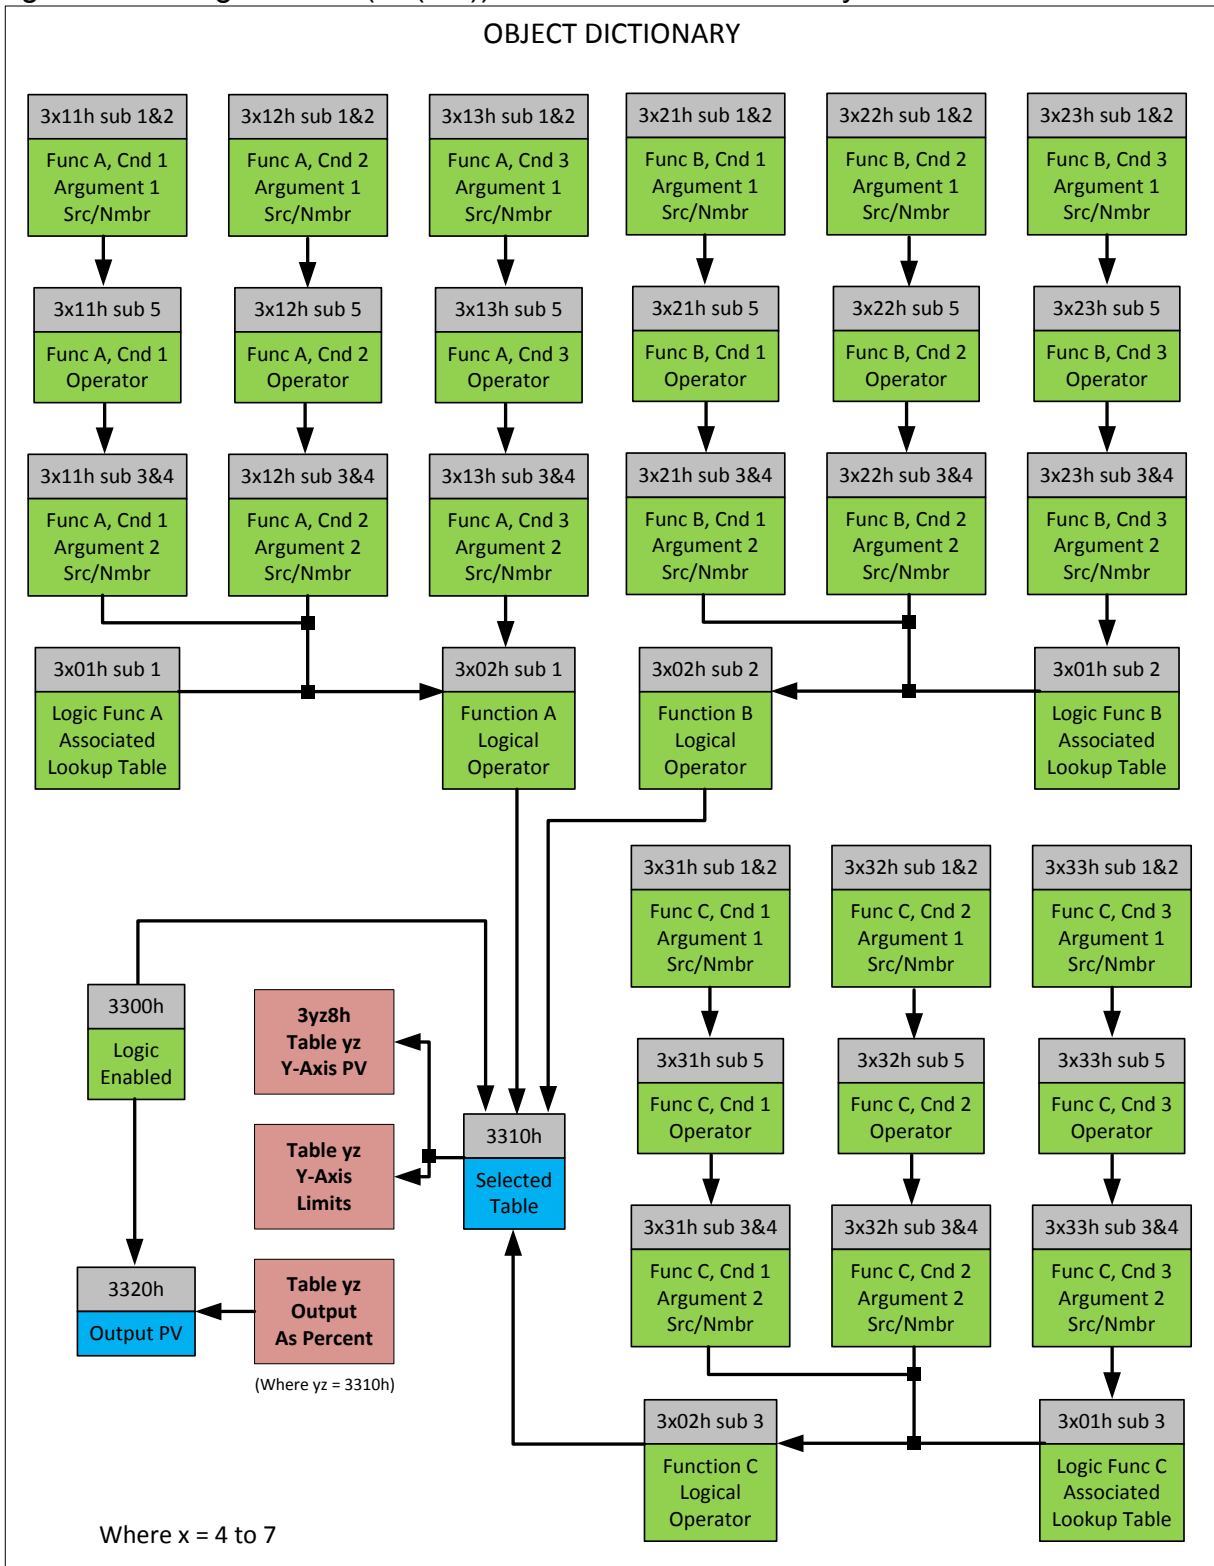 OBJECT DICTIONARY
3x11h sub 1&2
Func A, Cnd 1
Argument 1
Src/Nmbr
3x12h sub 1&2
Func A, Cnd 2
Argument 1
Src/Nmbr
3x13h sub 1&2
Func A, Cnd 3
Argument 1
Src/Nmbr
3x21h sub 1&2
Func B, Cnd 1
Argument 1
Src/Nmbr
3x22h sub 1&2
Func B, Cnd 2
Argument 1
Src/Nmbr
3x23h sub 1&2
Func B, Cnd 3
Argument 1
Src/Nmbr
3x11h sub 5
Func A, Cnd 1
Operator
3x12h sub 5
Func A, Cnd 2
Operator
3x13h sub 5
Func A, Cnd 3
Operator
3x21h sub 5
Func B, Cnd 1
Operator
3x22h sub 5
Func B, Cnd 2
Operator
3x23h sub 5
Func B, Cnd 3
Operator
3x11h sub 3&4
Func A, Cnd 1
Argument 2
Src/Nmbr
3x12h sub 3&4
Func A, Cnd 2
Argument 2
Src/Nmbr
3x13h sub 3&4
Func A, Cnd 3
Argument 2
Src/Nmbr
3x21h sub 3&4
Func B, Cnd 1
Argument 2
Src/Nmbr
3x22h sub 3&4
Func B, Cnd 2
Argument 2
Src/Nmbr
3x23h sub 3&4
Func B, Cnd 3
Argument 2
Src/Nmbr
3x01h sub 1
Logic Func A
Associated
Lookup Table
3x02h sub 1
Function A
Logical
Operator
3x02h sub 2
Function B
Logical
Operator
3x01h sub 2
Logic Func B
Associated
Lookup Table
3x31h sub 1&2
Func C, Cnd 1
Argument 1
Src/Nmbr
3x32h sub 1&2
Func C, Cnd 2
Argument 1
Src/Nmbr
3x33h sub 1&2
Func C, Cnd 3
Argument 1
Src/Nmbr
3300h
Logic
Enabled
3yz8h
Table yz
Y-Axis PV
3x31h sub 5
Func C, Cnd 1
Operator
3x32h sub 5
Func C, Cnd 2
Operator
3x33h sub 5
Func C, Cnd 3
Operator
Table yz
Y-Axis
Limits
3310h
Selected
Table
3x31h sub 3&4
Func C, Cnd 1
Argument 2
Src/Nmbr
3x32h sub 3&4
Func C, Cnd 2
Argument 2
Src/Nmbr
3x33h sub 3&4
Func C, Cnd 3
Argument 2
Src/Nmbr
3320h
Output PV
Table yz
Output
As Percent
(Where yz = 3310h)
3x02h sub 3
Function C
Logical
Operator
3x01h sub 3
Logic Func C
Associated
Lookup Table
Where x = 4 to 7